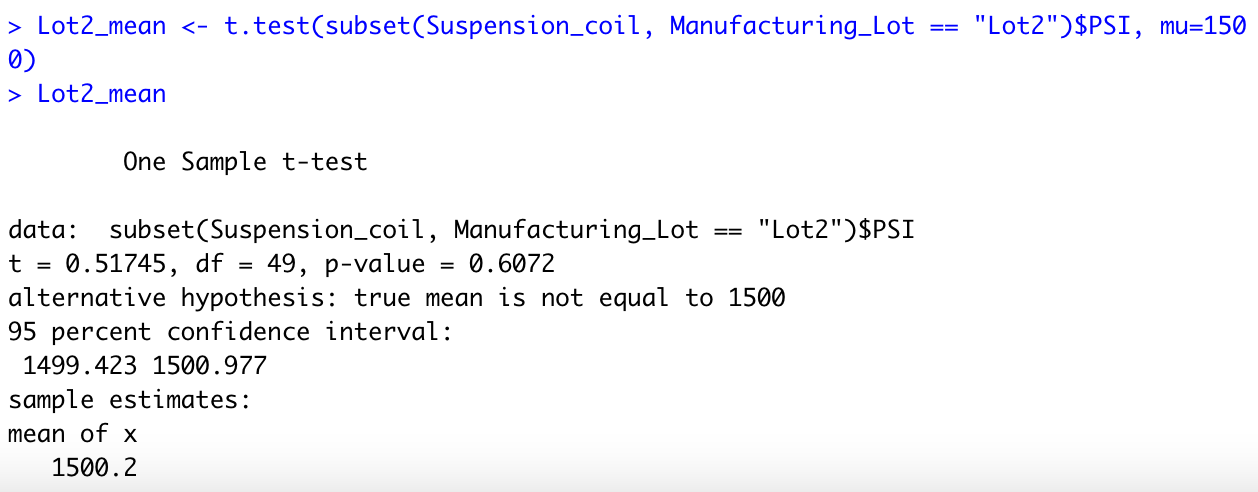 > Lot2_mean <- t.test(subset(Suspension_coil, Manufacturing_Lot == "Lot2")$PSI, mu=150
0)
> Lot2_mean
One Sample t-test
data:  subset(Suspension_coil, Manufacturing_Lot == "Lot2")$PSI
t = 0.51745, df = 49, p-value = 0.6072
alternative hypothesis: true mean is not equal to 1500
95 percent confidence interval:
1499.423 1500.977
sample estimates:
mean of x
1500.2